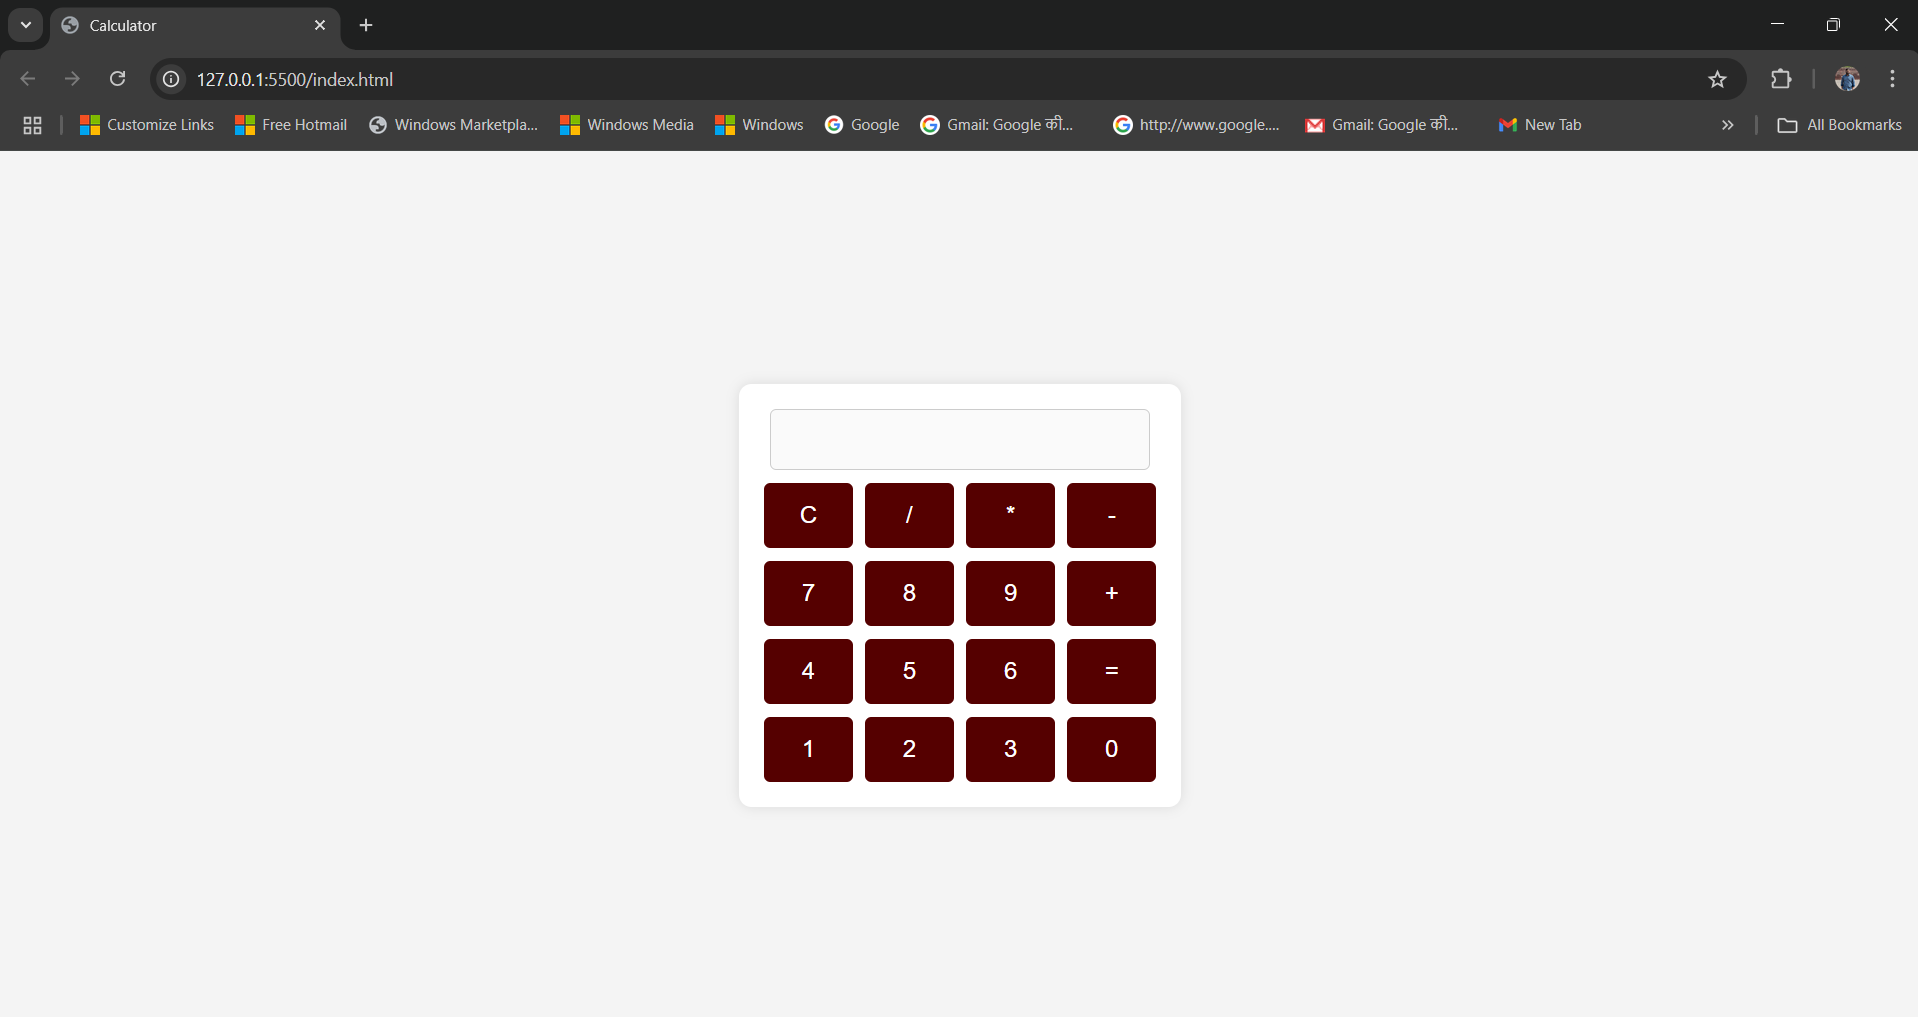 Calculator
127.0.0.1:5500/index.html
Customize Links Free Hotmail Windows Marketpla... Windows Media Windows Google Gmail: Google की... http://www.google.... Gmail: Google की... New Tab » All Bookmarks
C / * -
7 8 9 +
4 5 6 =
1 2 3 0